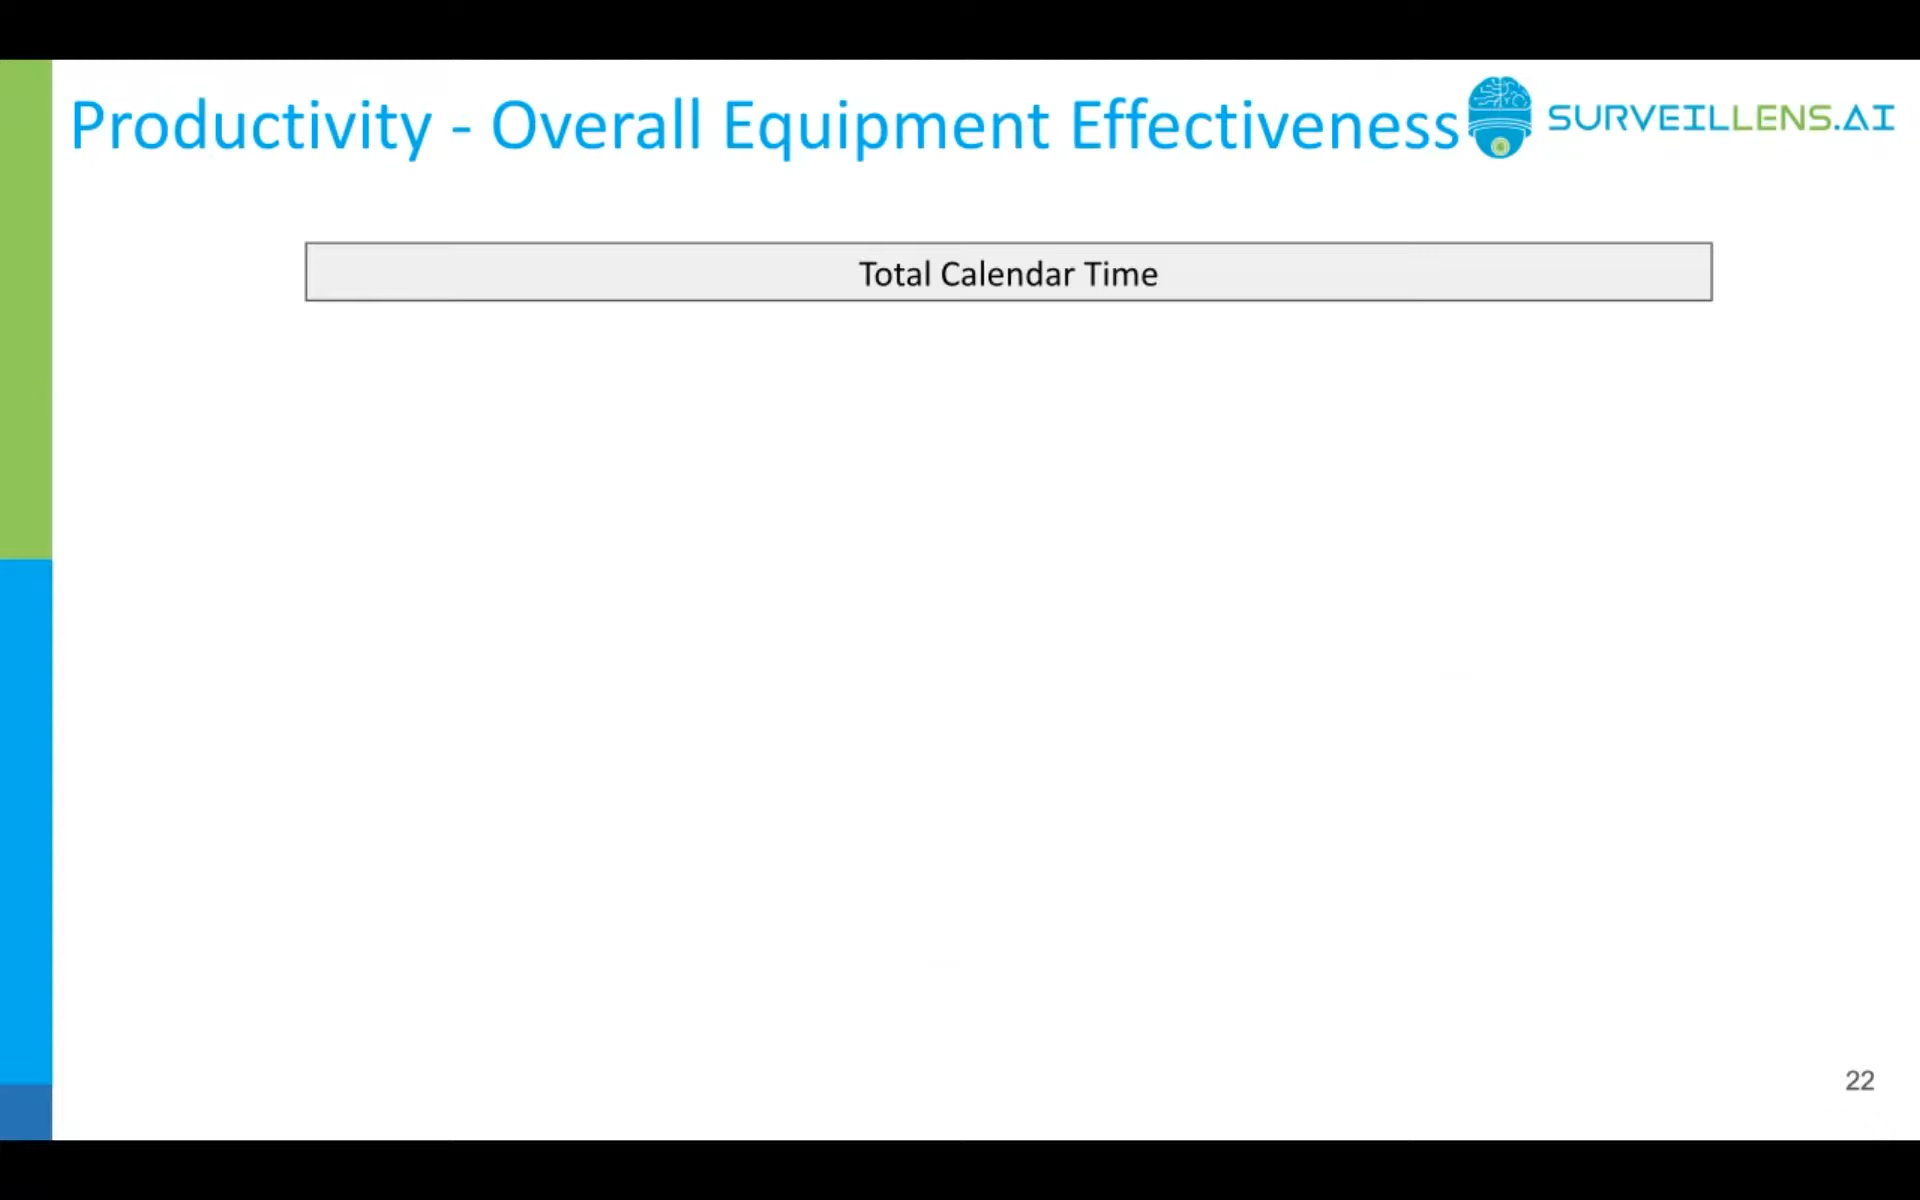 Productivity - Overall Equipment Effectiveness
SURVEILLENS.AI
Total Calendar Time
22